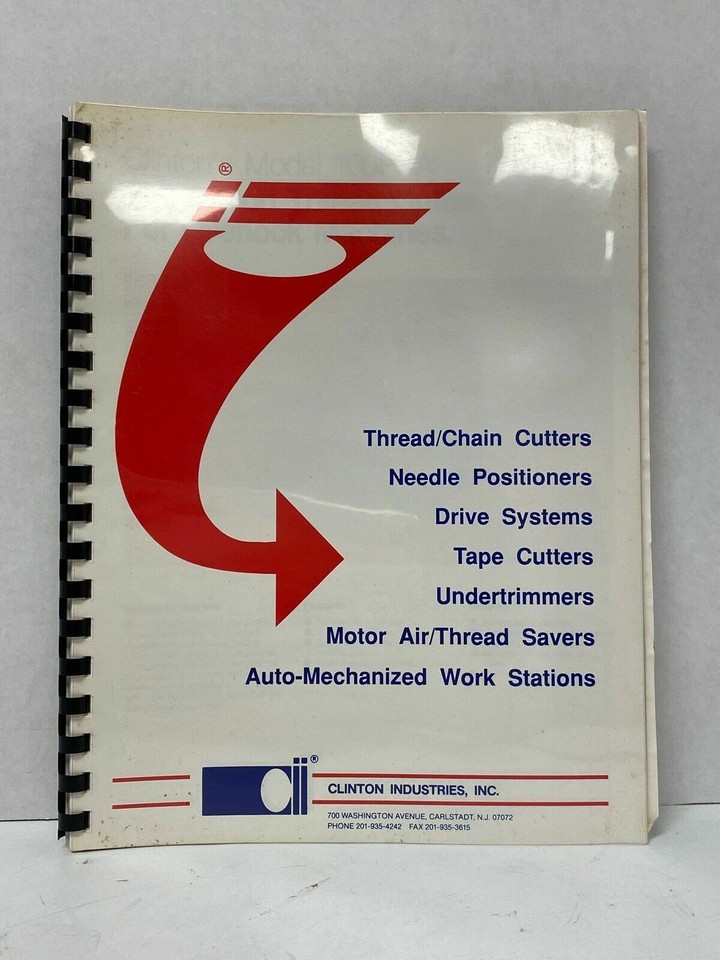 ®
Thread/Chain Cutters
Needle Positioners
Drive Systems
Tape Cutters
Undertrimmers
Motor Air/Thread Savers
Auto-Mechanized Work Stations
®
CLINTON INDUSTRIES, INC.
700 WASHINGTON AVENUE, CARLSTADT, N.J. 07072
PHONE 201-935-4242 FAX 201-935-3615